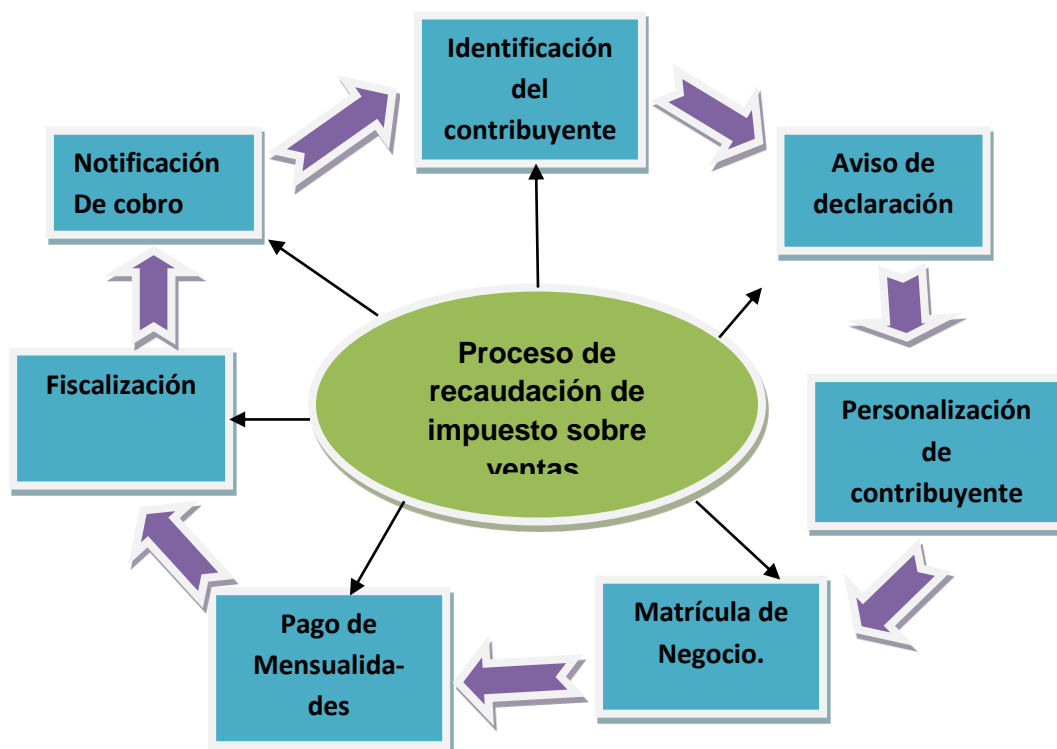 Identificación
del
contribuyente
Aviso de
declaración
Personalización
de
contribuyente
Matrícula de
Negocio.
Pago de
Mensualida-
des
Fiscalización
Notificación
De cobro
Proceso de
recaudación de
impuesto sobre
ventas